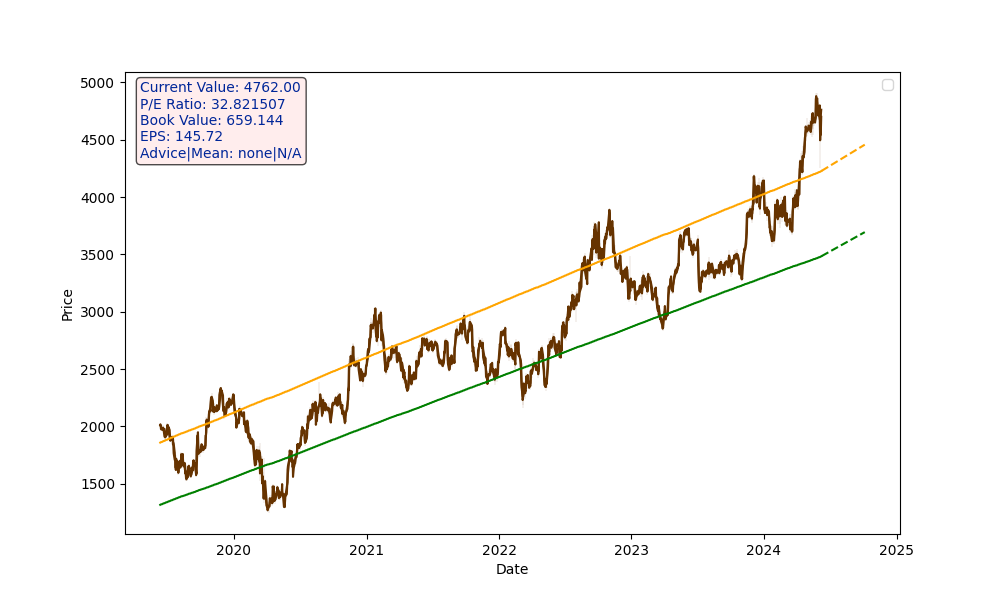 Current Value: 4762.00
P/E Ratio: 32.821507
Book Value: 659.144
EPS: 145.72
Advice|Mean: none|N/A
5000
4500
4000
3500
3000
2500
2000
1500
Price
2020 2021 2022 2023 2024 2025
Date